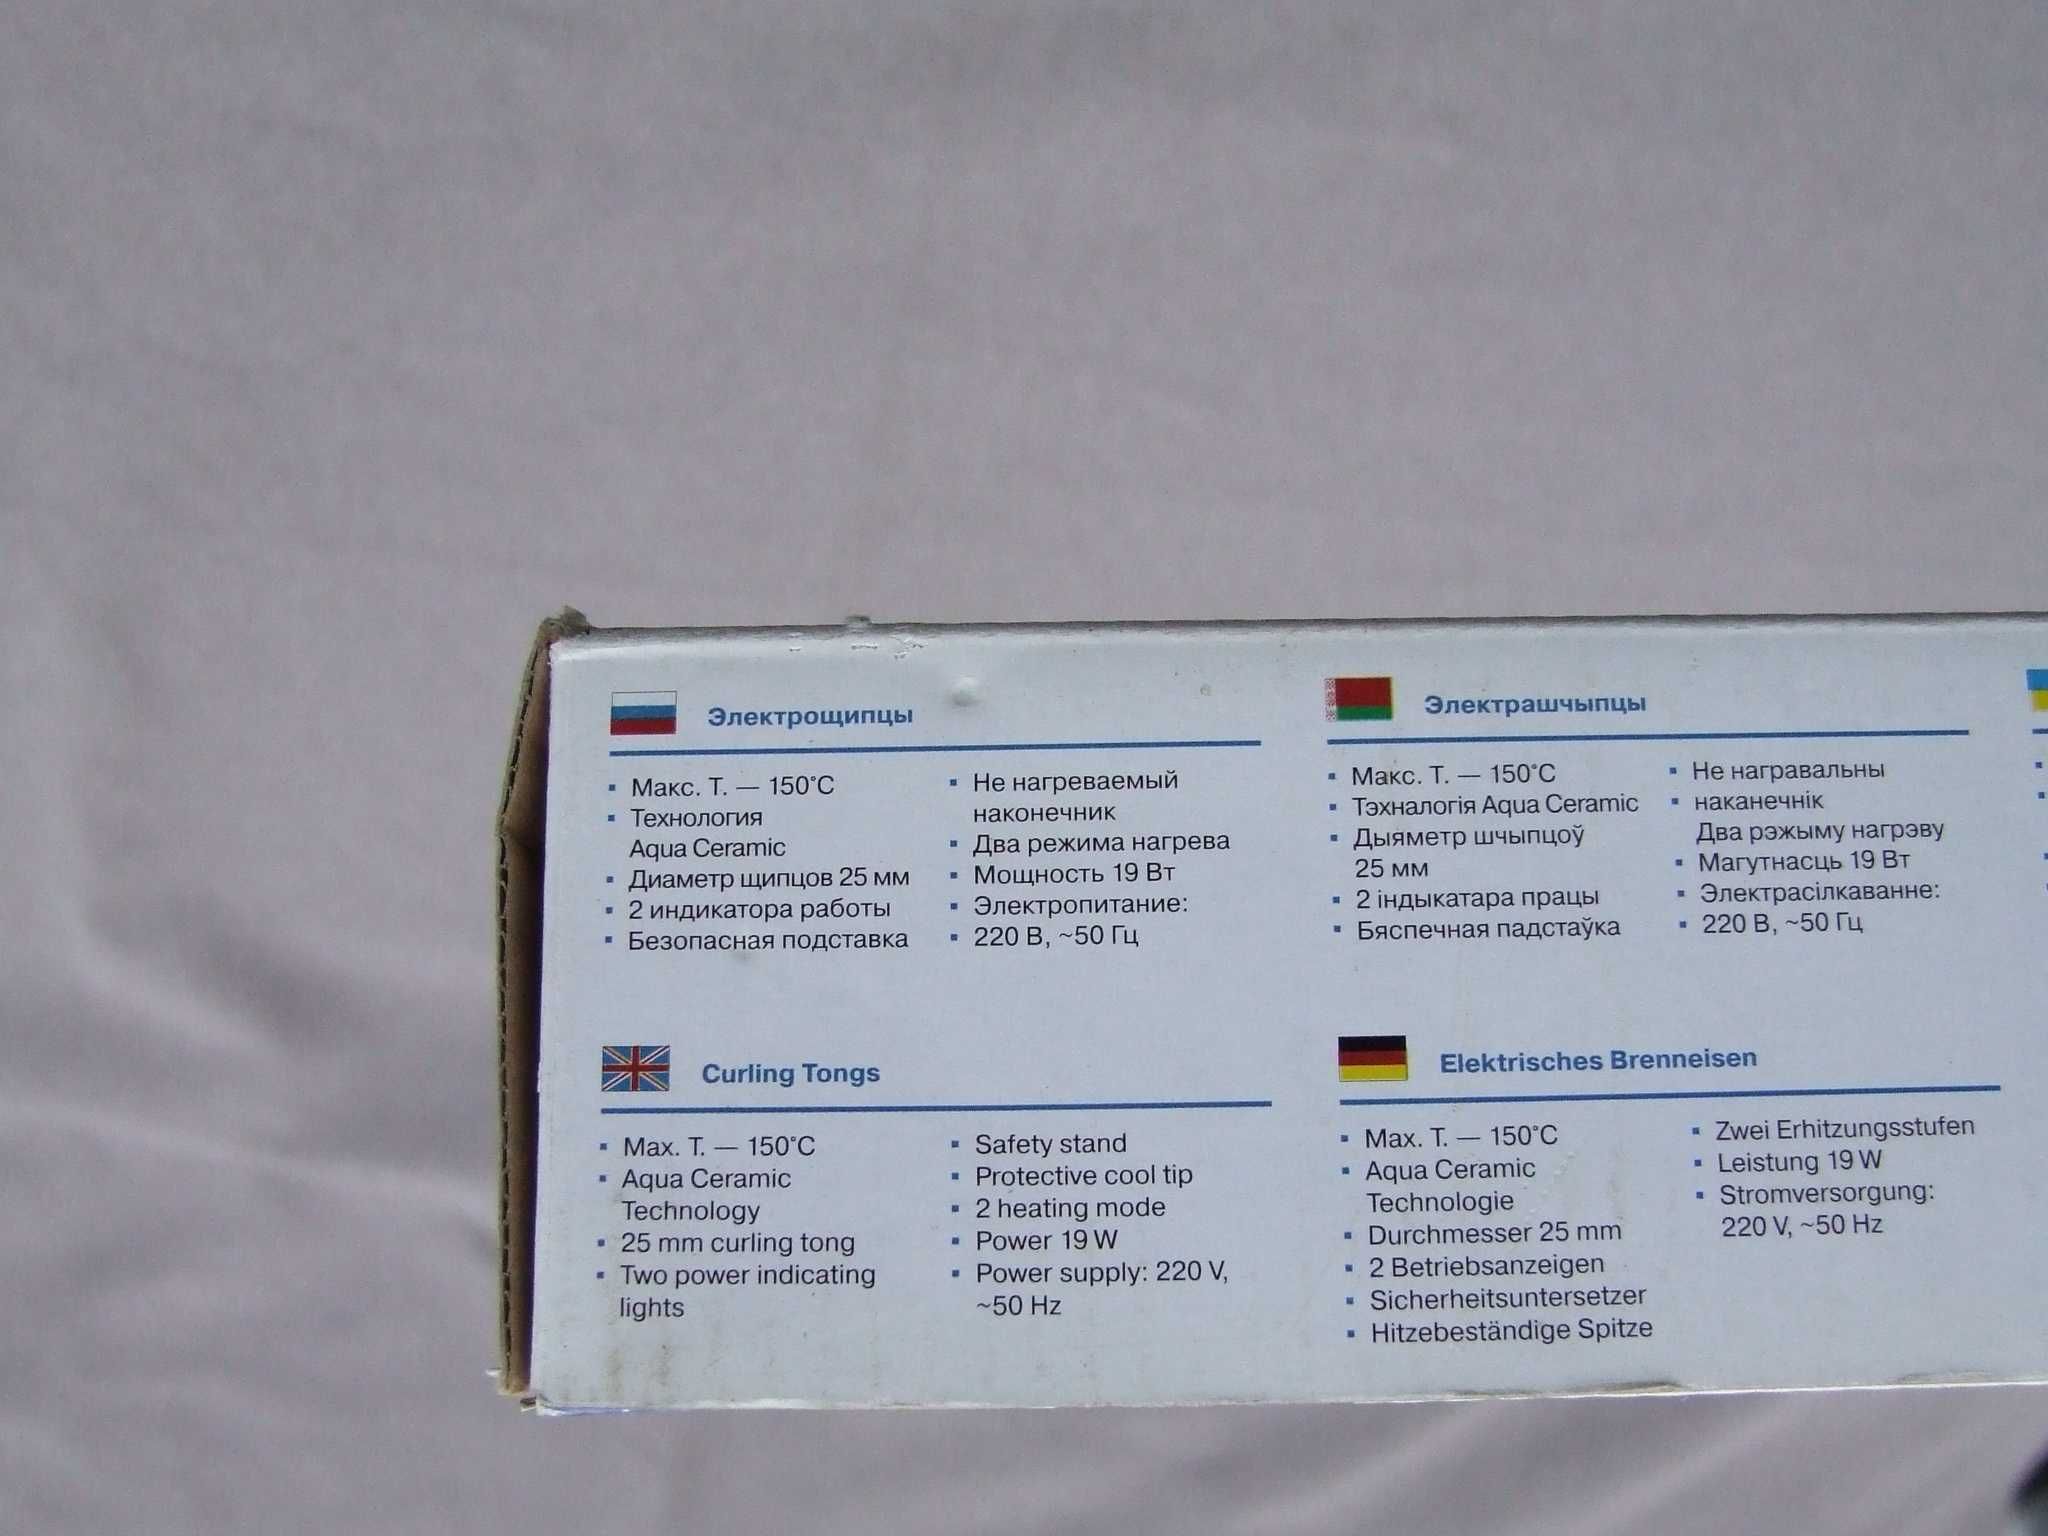 Электрощипцы
Макс. Т. — 150°C
Технология
Aqua Ceramic
Диаметр щипцов 25 мм
2 индикатора работы
Безопасная подставка
Не нагреваемый
наконечник
Два режима нагрева
Мощность 19 Вт
Электропитание:
220 В, ~50 Гц
Электрашчыпцы
Макс. Т. — 150°C
Тэхналогія Aqua Ceramic
Дыяметр шчыпцоў
25 мм
2 індыкатара працы
Бяспечная падстаўка
Не награвальны
наканечнік
Два рэжыму нагрэву
Магутнасць 19 Вт
Электрасілкаванне:
220 В, ~50 Гц
Curling Tongs
Max. T. — 150°C
Aqua Ceramic
Technology
25 mm curling tong
Two power indicating
lights
Safety stand
Protective cool tip
2 heating mode
Power 19 W
Power supply: 220 V,
~50 Hz
Elektrisches Brenneisen
Max. T. — 150°C
Aqua Ceramic
Technologie
Durchmesser 25 mm
2 Betriebsanzeigen
Sicherheitsuntersetzer
Hitzebeständige Spitze
Zwei Erhitzungsstufen
Leistung 19 W
Stromversorgung:
220 V, ~50 Hz